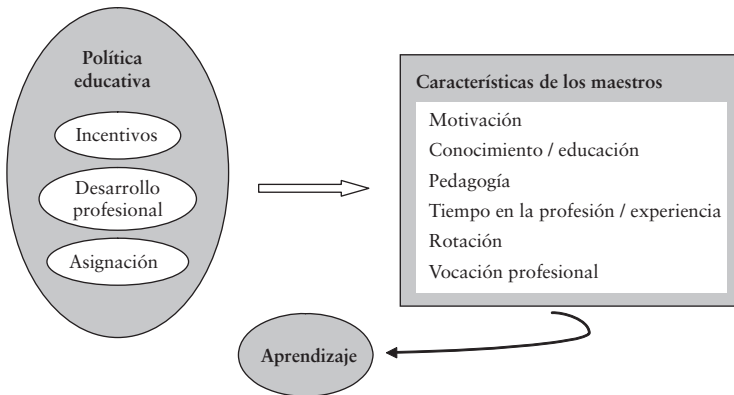 Política
educativa
Incentivos
Desarrollo
profesional
Asignación
Características de los maestros
Motivación
Conocimiento / educación
Pedagogía
Tiempo en la profesión / experiencia
Rotación
Vocación profesional
Aprendizaje